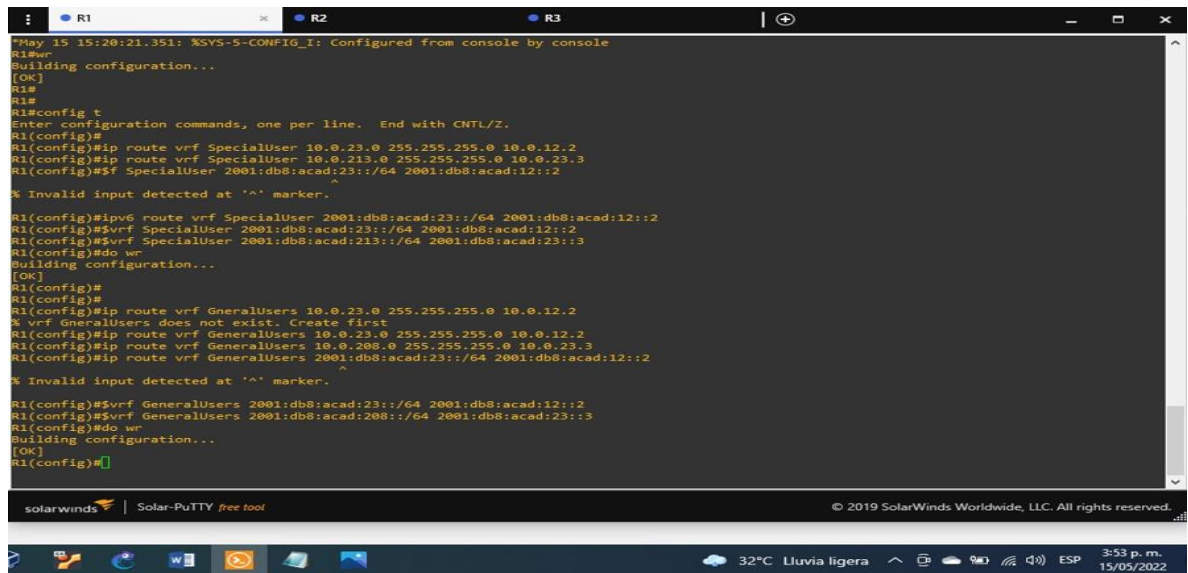 R1
R2
R3
*May 15 15:20:21.351: %SYS-5-CONFIG_I: Configured from console by console
R1#wr
Building configuration...
[OK]
R1#
R1#
R1#config t
Enter configuration commands, one per line.  End with CNTL/Z.
R1(config)#
R1(config)#ip route vrf SpecialUser 10.0.23.0 255.255.255.0 10.0.12.2
R1(config)#ip route vrf SpecialUser 10.0.213.0 255.255.255.0 10.0.23.3
R1(config)#$f SpecialUser 2001:db8:acad:23::/64 2001:db8:acad:12::2
^
% Invalid input detected at '^' marker.
R1(config)#ipv6 route vrf SpecialUser 2001:db8:acad:23::/64 2001:db8:acad:12::2
R1(config)#$vrf SpecialUser 2001:db8:acad:23::/64 2001:db8:acad:12::2
R1(config)#$vrf SpecialUser 2001:db8:acad:213::/64 2001:db8:acad:23::3
R1(config)#do wr
Building configuration...
[OK]
R1(config)#
R1(config)#
R1(config)#ip route vrf GneralUsers 10.0.23.0 255.255.255.0 10.0.12.2
% vrf GneralUsers does not exist. Create first
R1(config)#ip route vrf GeneralUsers 10.0.23.0 255.255.255.0 10.0.12.2
R1(config)#ip route vrf GeneralUsers 10.0.208.0 255.255.255.0 10.0.23.3
R1(config)#ip route vrf GeneralUsers 2001:db8:acad:23::/64 2001:db8:acad:12::2
^
% Invalid input detected at '^' marker.
R1(config)#$vrf GeneralUsers 2001:db8:acad:23::/64 2001:db8:acad:12::2
R1(config)#$vrf GeneralUsers 2001:db8:acad:208::/64 2001:db8:acad:23::3
R1(config)#do wr
Building configuration...
[OK]
R1(config)#
solarwinds | Solar-PuTTY free tool
© 2019 SolarWinds Worldwide, LLC. All rights reserved.
32°C Lluvia ligera
ESP
3:53 p. m.
15/05/2022